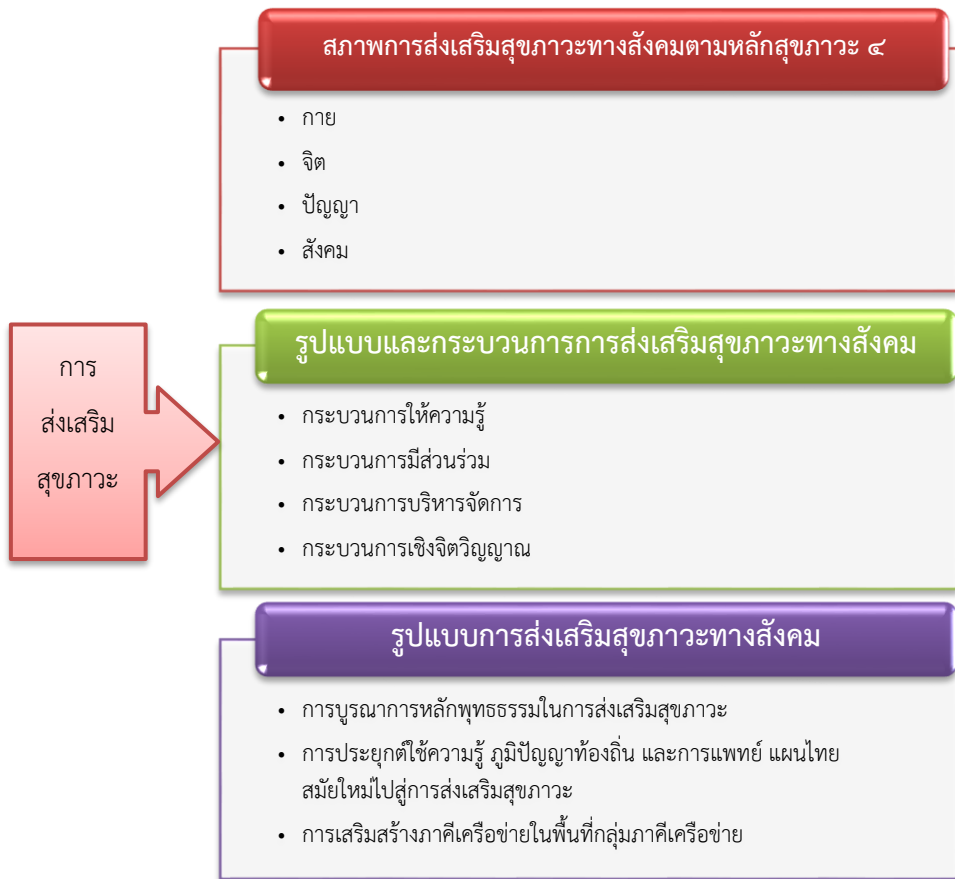 สภาพการส่งเสริมสุขภาวะทางสังคมตามหลักสุขภาวะ ๔
• กาย
• จิต
• ปัญญา
• สังคม
การ
ส่งเสริม
สุขภาวะ
รูปแบบและกระบวนการการส่งเสริมสุขภาวะทางสังคม
• กระบวนการให้ความรู้
• กระบวนการมีส่วนร่วม
• กระบวนการบริหารจัดการ
• กระบวนการเชิงจิตวิญญาณ
รูปแบบการส่งเสริมสุขภาวะทางสังคม
• การบูรณาการหลักพุทธธรรมในการส่งเสริมสุขภาวะ
• การประยุกต์ใช้ความรู้ ภูมิปัญญาท้องถิ่น และการแพทย์ แผนไทย
สมัยใหม่ไปสู่การส่งเสริมสุขภาวะ
• การเสริมสร้างภาคีเครือข่ายในพื้นที่กลุ่มภาคีเครือข่าย